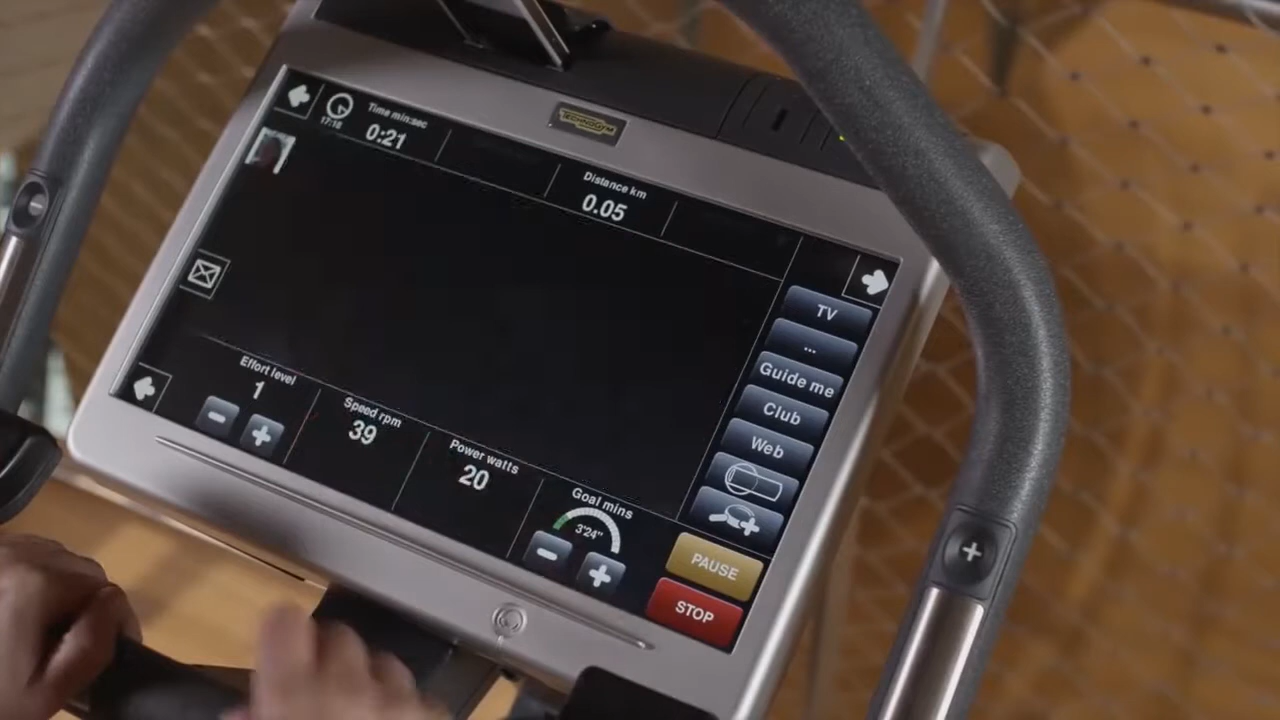 TECHNOGYM
Time min:sec
0:21
17:18
Distance km
0.05
TV
...
Guide me
Club
Web
Effort level
1
-
+
Speed rpm
39
Power watts
20
Goal mins
3'24"
-
+
PAUSE
STOP
-
+